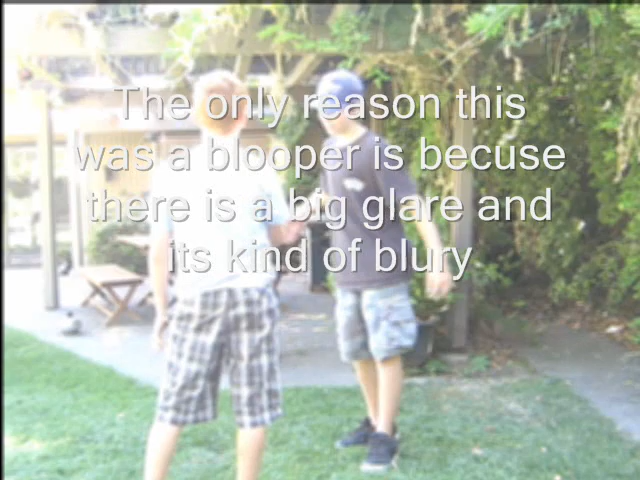 The only reason this
was a blooper is becuse
there is a big glare and
its kind of blury